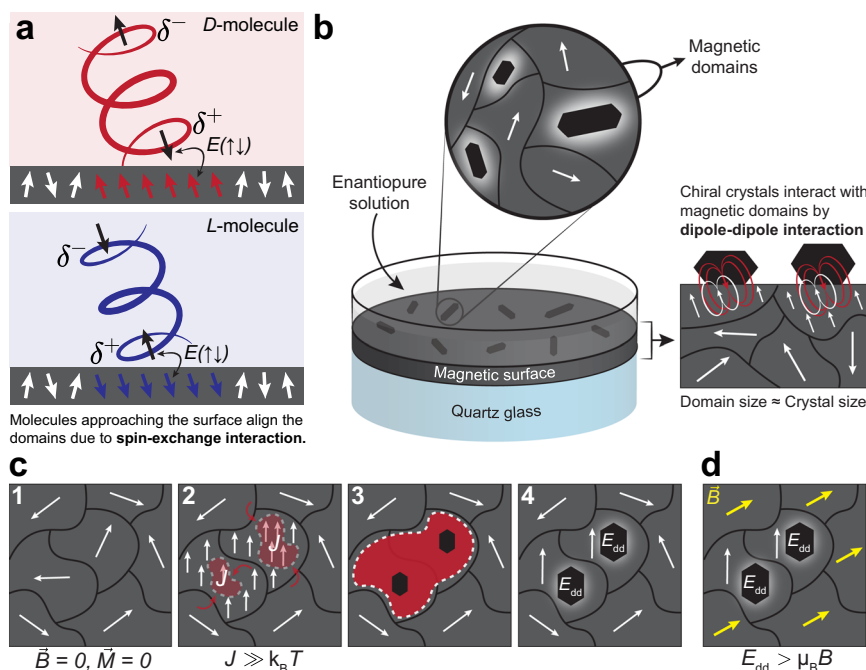 a
D-molecule
δ−
δ+
E(↑↓)
L-molecule
δ−
δ+
E(↑↓)
Molecules approaching the surface align the
domains due to spin-exchange interaction.
b
Magnetic
domains
Enantiopure
solution
Magnetic surface
Quartz glass
Chiral crystals interact with
magnetic domains by
dipole-dipole interaction
Domain size ≈ Crystal size
c
1
B⃗ = 0, M⃗ = 0
2
J
J
J ≫ k_BT
3
4
E_dd
E_dd
d
B⃗
E_dd
E_dd
E_dd > μ_BB